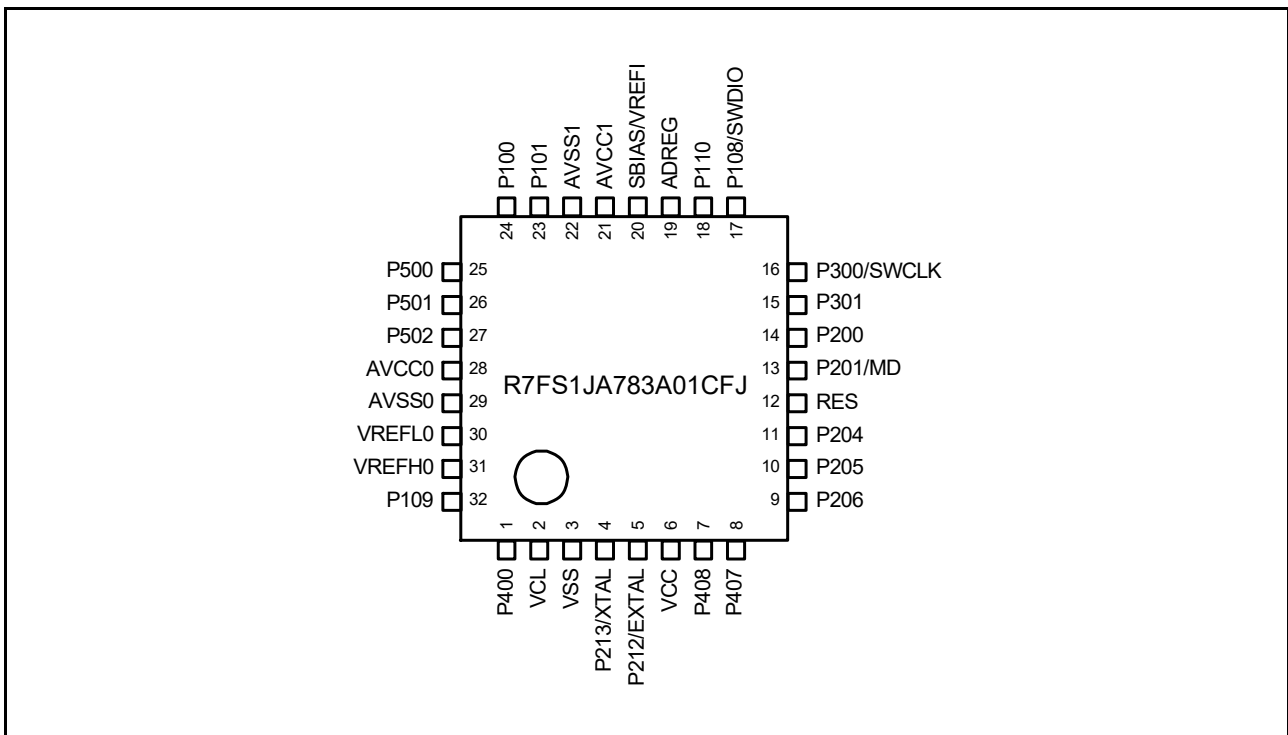 P100
P101
AVSS1
AVCC1
SBIAS/VREFI
ADREG
P110
P108/SWDIO
24
23
22
21
20
19
18
17
P500 25
P501 26
P502 27
AVCC0 28
AVSS0 29
VREFL0 30
VREFH0 31
P109 32
R7FS1JA783A01CFJ
16 P300/SWCLK
15 P301
14 P200
13 P201/MD
12 RES
11 P204
10 P205
9 P206
1
2
3
4
5
6
7
8
P400
VCL
VSS
P213/XTAL
P212/EXTAL
VCC
P408
P407